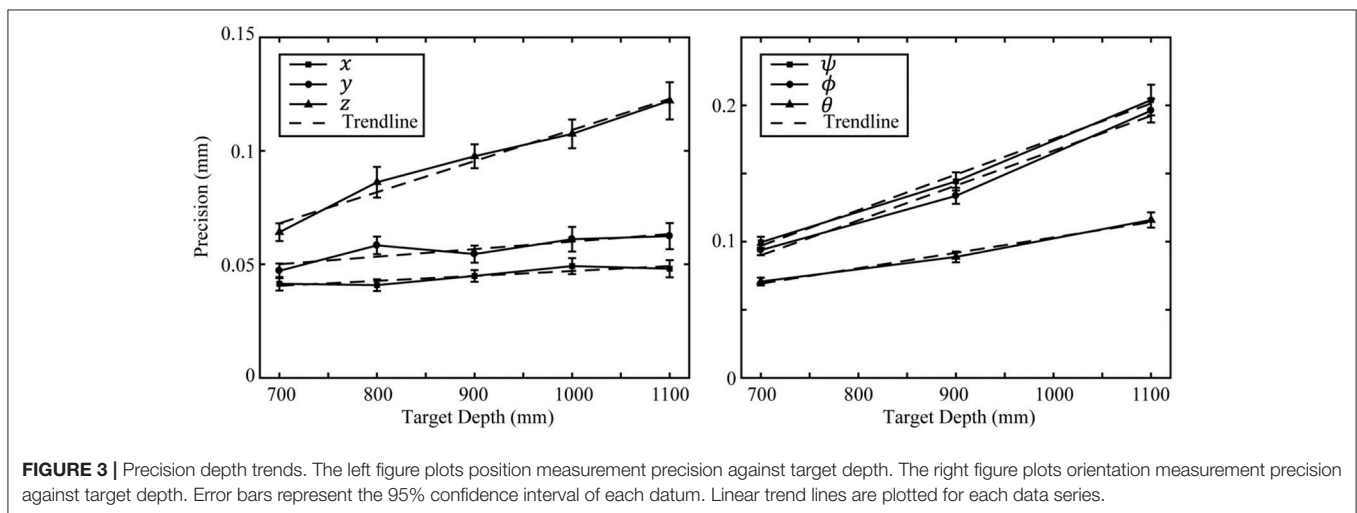 0.15
0.1
0.05
0
Precision (mm)
x
y
z
Trendline
700 800 900 1000 1100
Target Depth (mm)
0.2
0.1
0
ψ
ϕ
θ
Trendline
700 800 900 1000 1100
Target Depth (mm)
FIGURE 3 | Precision depth trends. The left figure plots position measurement precision against target depth. The right figure plots orientation measurement precision
against target depth. Error bars represent the 95% confidence interval of each datum. Linear trend lines are plotted for each data series.